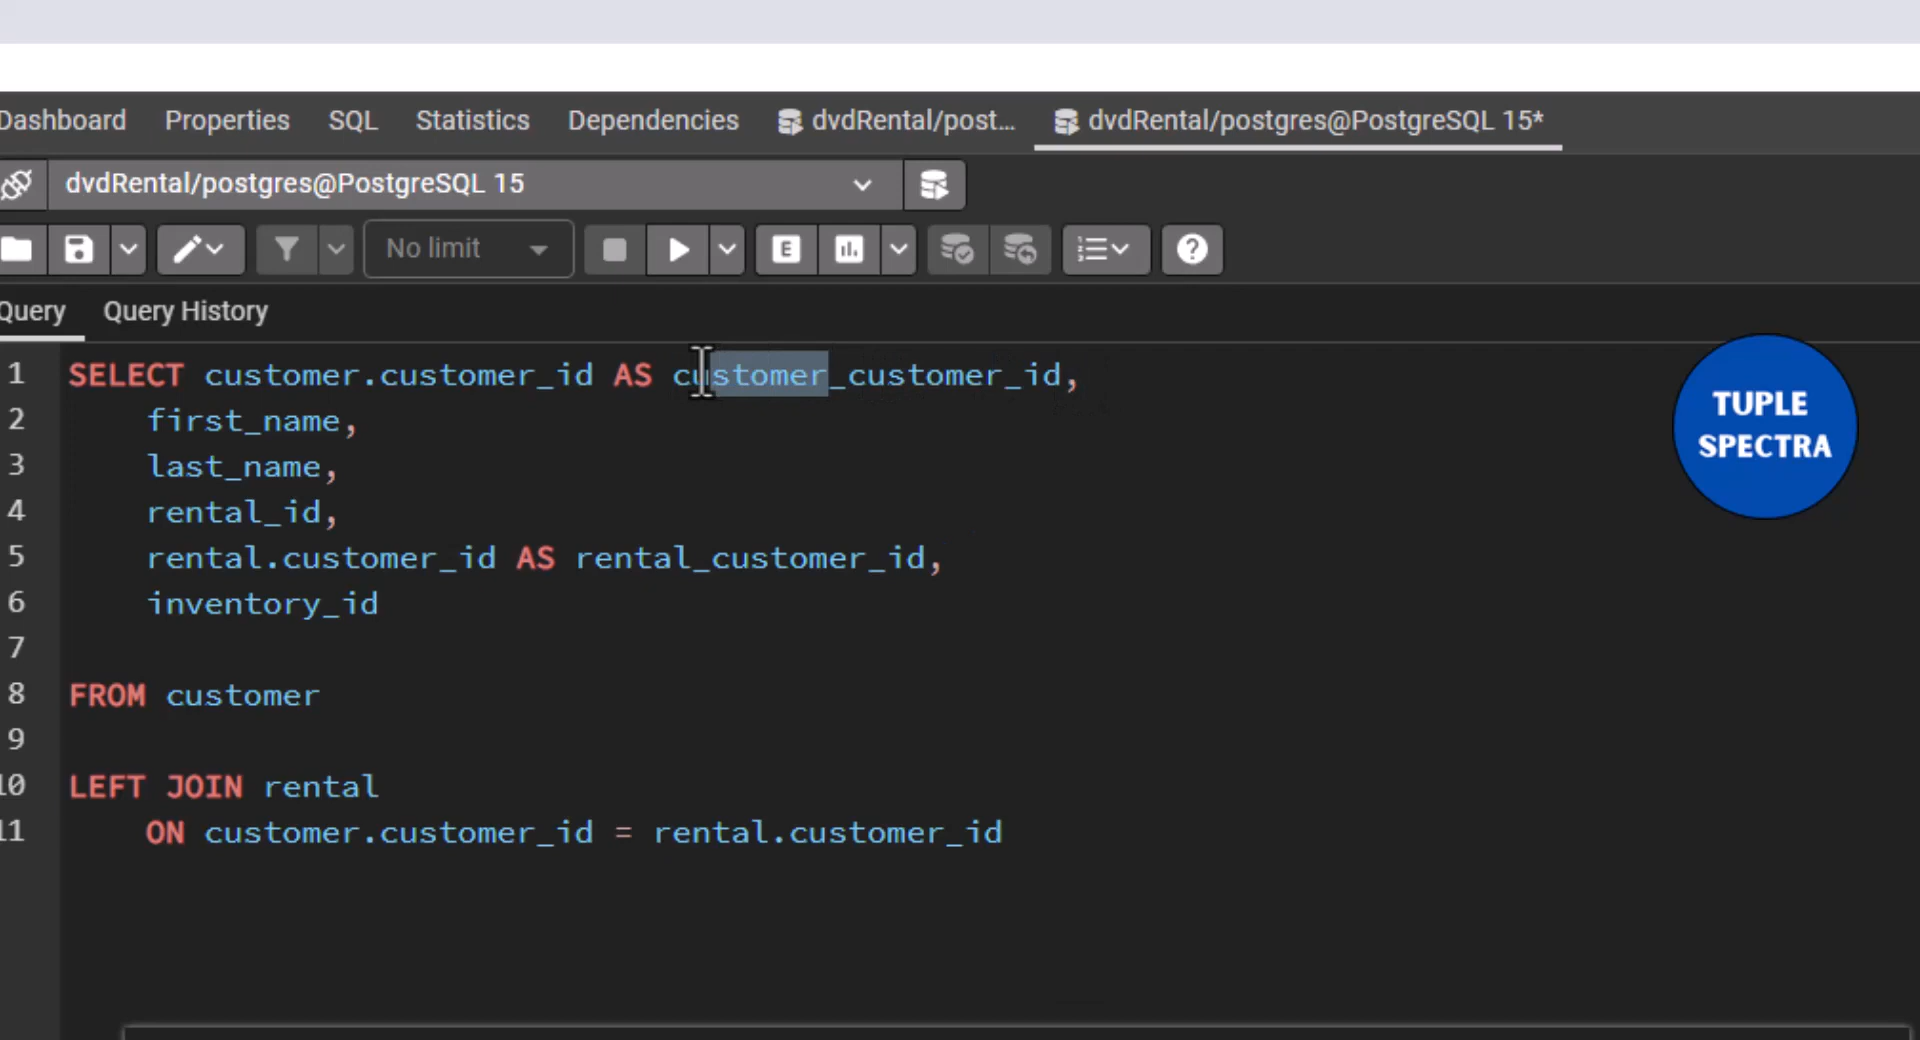 Dashboard Properties SQL Statistics Dependencies dvdRental/post... dvdRental/postgres@PostgreSQL 15*
dvdRental/postgres@PostgreSQL 15
No limit E
Query Query History
1 SELECT customer.customer_id AS customer_customer_id,
2 first_name,
3 last_name,
4 rental_id,
5 rental.customer_id AS rental_customer_id,
6 inventory_id
7
8 FROM customer
9
10 LEFT JOIN rental
11 ON customer.customer_id = rental.customer_id
TUPLE
SPECTRA